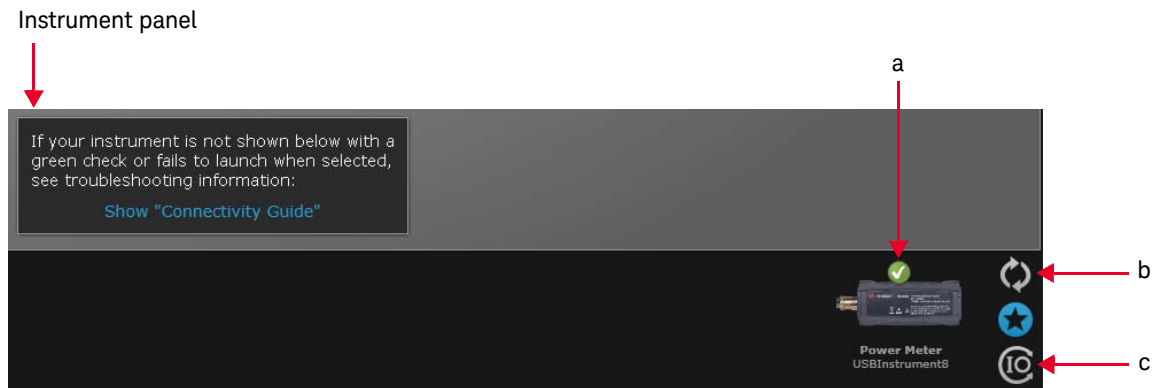 Instrument panel
a
If your instrument is not shown below with a
green check or fails to launch when selected,
see troubleshooting information:
Show "Connectivity Guide"
b
Power Meter
USBInstrument8
IO
c